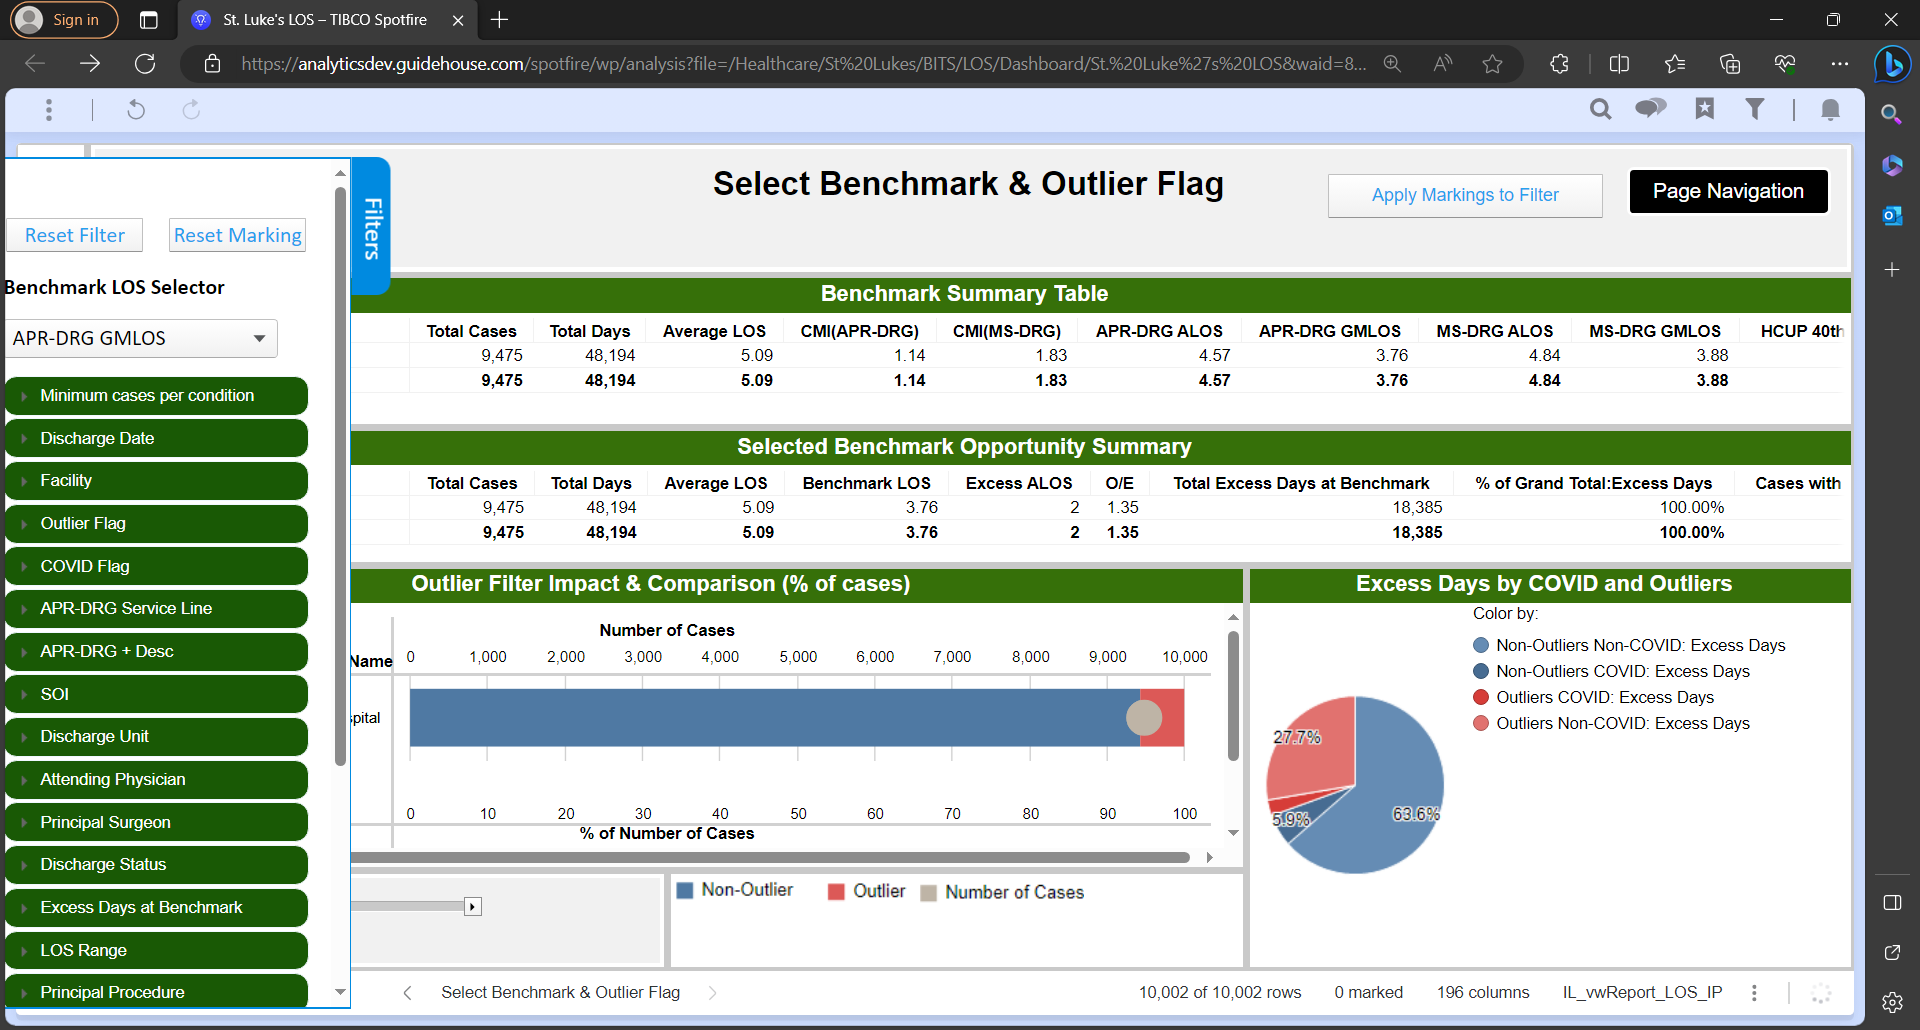 Sign in
St. Luke's LOS – TIBCO Spotfire
https://analyticsdev.guidehouse.com/spotfire/wp/analysis?file=/Healthcare/St%20Lukes/BITS/LOS/Dashboard/St.%20Luke%27s%20LOS&waid=8...
Select Benchmark & Outlier Flag
Apply Markings to Filter
Page Navigation
Filters
Reset Filter
Reset Marking
Benchmark LOS Selector
APR-DRG GMLOS
Minimum cases per condition
Discharge Date
Facility
Outlier Flag
COVID Flag
APR-DRG Service Line
APR-DRG + Desc
SOI
Discharge Unit
Attending Physician
Principal Surgeon
Discharge Status
Excess Days at Benchmark
LOS Range
Principal Procedure
Benchmark Summary Table
Total Cases Total Days Average LOS CMI(APR-DRG) CMI(MS-DRG) APR-DRG ALOS APR-DRG GMLOS MS-DRG ALOS MS-DRG GMLOS HCUP 40th
9,475 48,194 5.09 1.14 1.83 4.57 3.76 4.84 3.88
9,475 48,194 5.09 1.14 1.83 4.57 3.76 4.84 3.88
Selected Benchmark Opportunity Summary
Total Cases Total Days Average LOS Benchmark LOS Excess ALOS O/E Total Excess Days at Benchmark % of Grand Total:Excess Days Cases with
9,475 48,194 5.09 3.76 2 1.35 18,385 100.00%
9,475 48,194 5.09 3.76 2 1.35 18,385 100.00%
Outlier Filter Impact & Comparison (% of cases)
Number of Cases
Name 0 1,000 2,000 3,000 4,000 5,000 6,000 7,000 8,000 9,000 10,000
spital
0 10 20 30 40 50 60 70 80 90 100
% of Number of Cases
Non-Outlier Outlier Number of Cases
Excess Days by COVID and Outliers
Color by:
Non-Outliers Non-COVID: Excess Days
Non-Outliers COVID: Excess Days
Outliers COVID: Excess Days
Outliers Non-COVID: Excess Days
27.7%
5.9%
63.6%
Select Benchmark & Outlier Flag
10,002 of 10,002 rows
0 marked
196 columns
IL_vwReport_LOS_IP